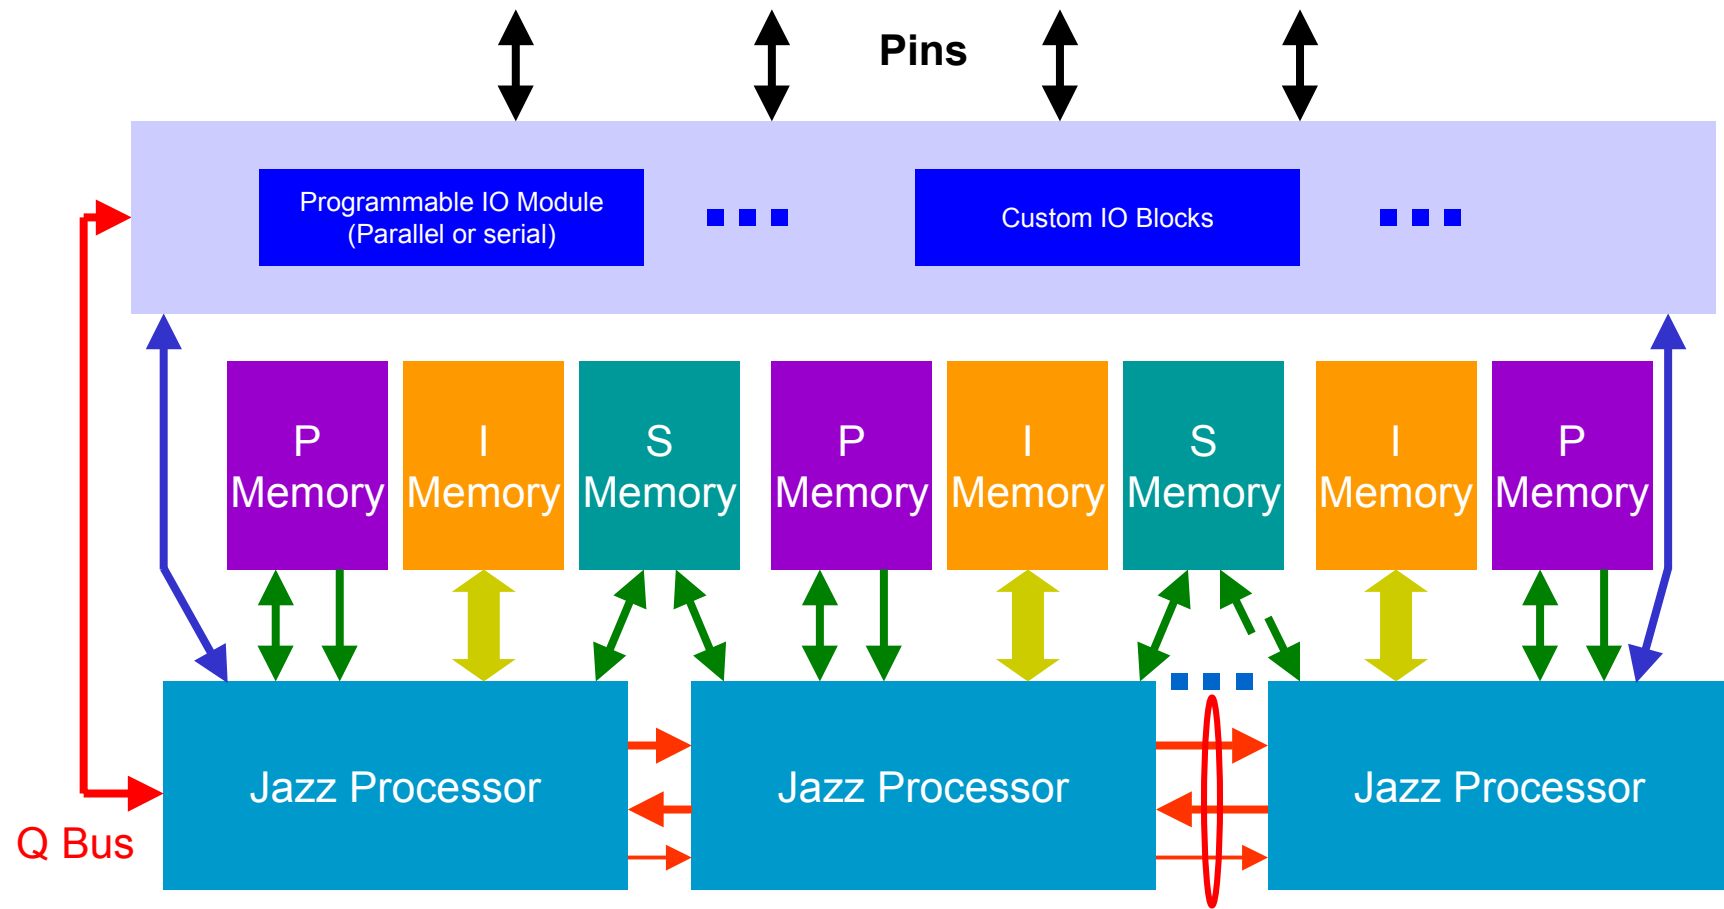 Pins
Programmable IO Module
(Parallel or serial)
Custom IO Blocks
P
Memory
I
Memory
S
Memory
P
Memory
I
Memory
S
Memory
I
Memory
P
Memory
Jazz Processor
Jazz Processor
Jazz Processor
Q Bus